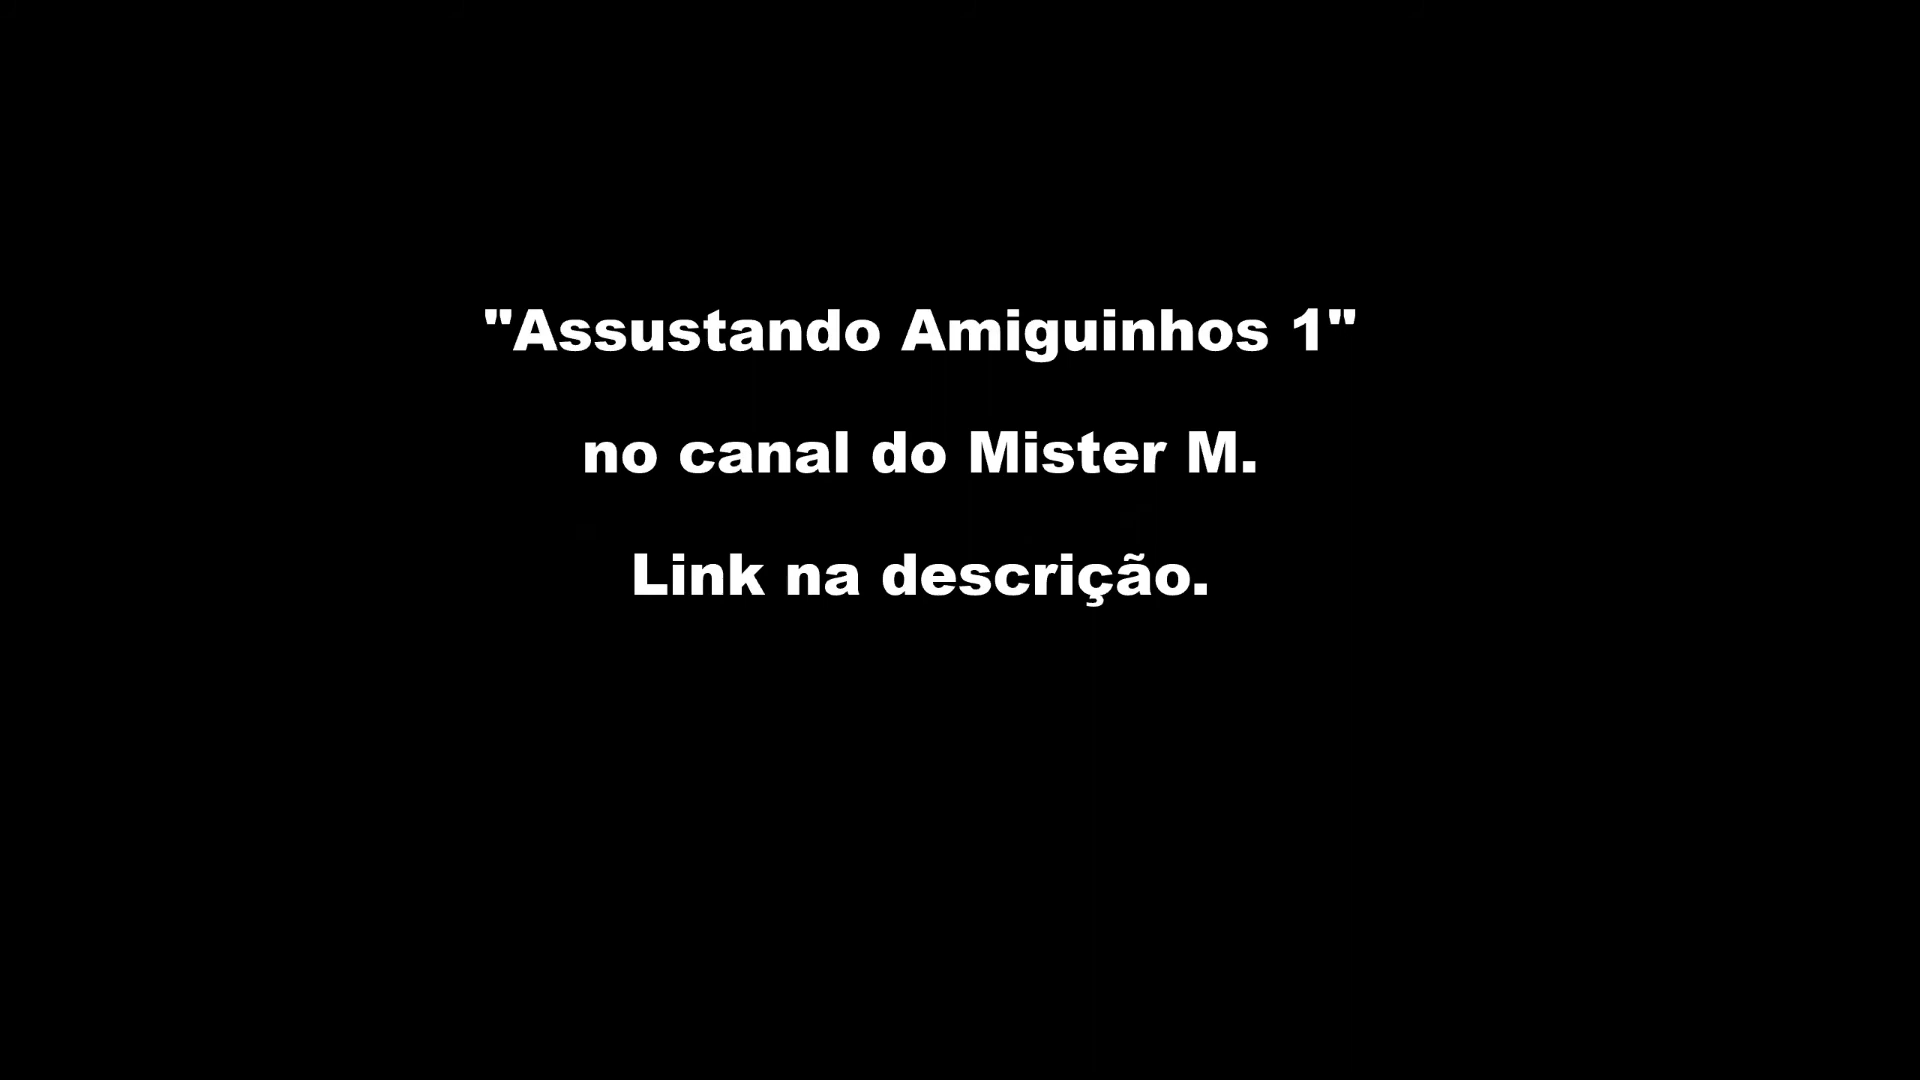 "Assustando Amiguinhos 1"
no canal do Mister M.
Link na descrição.